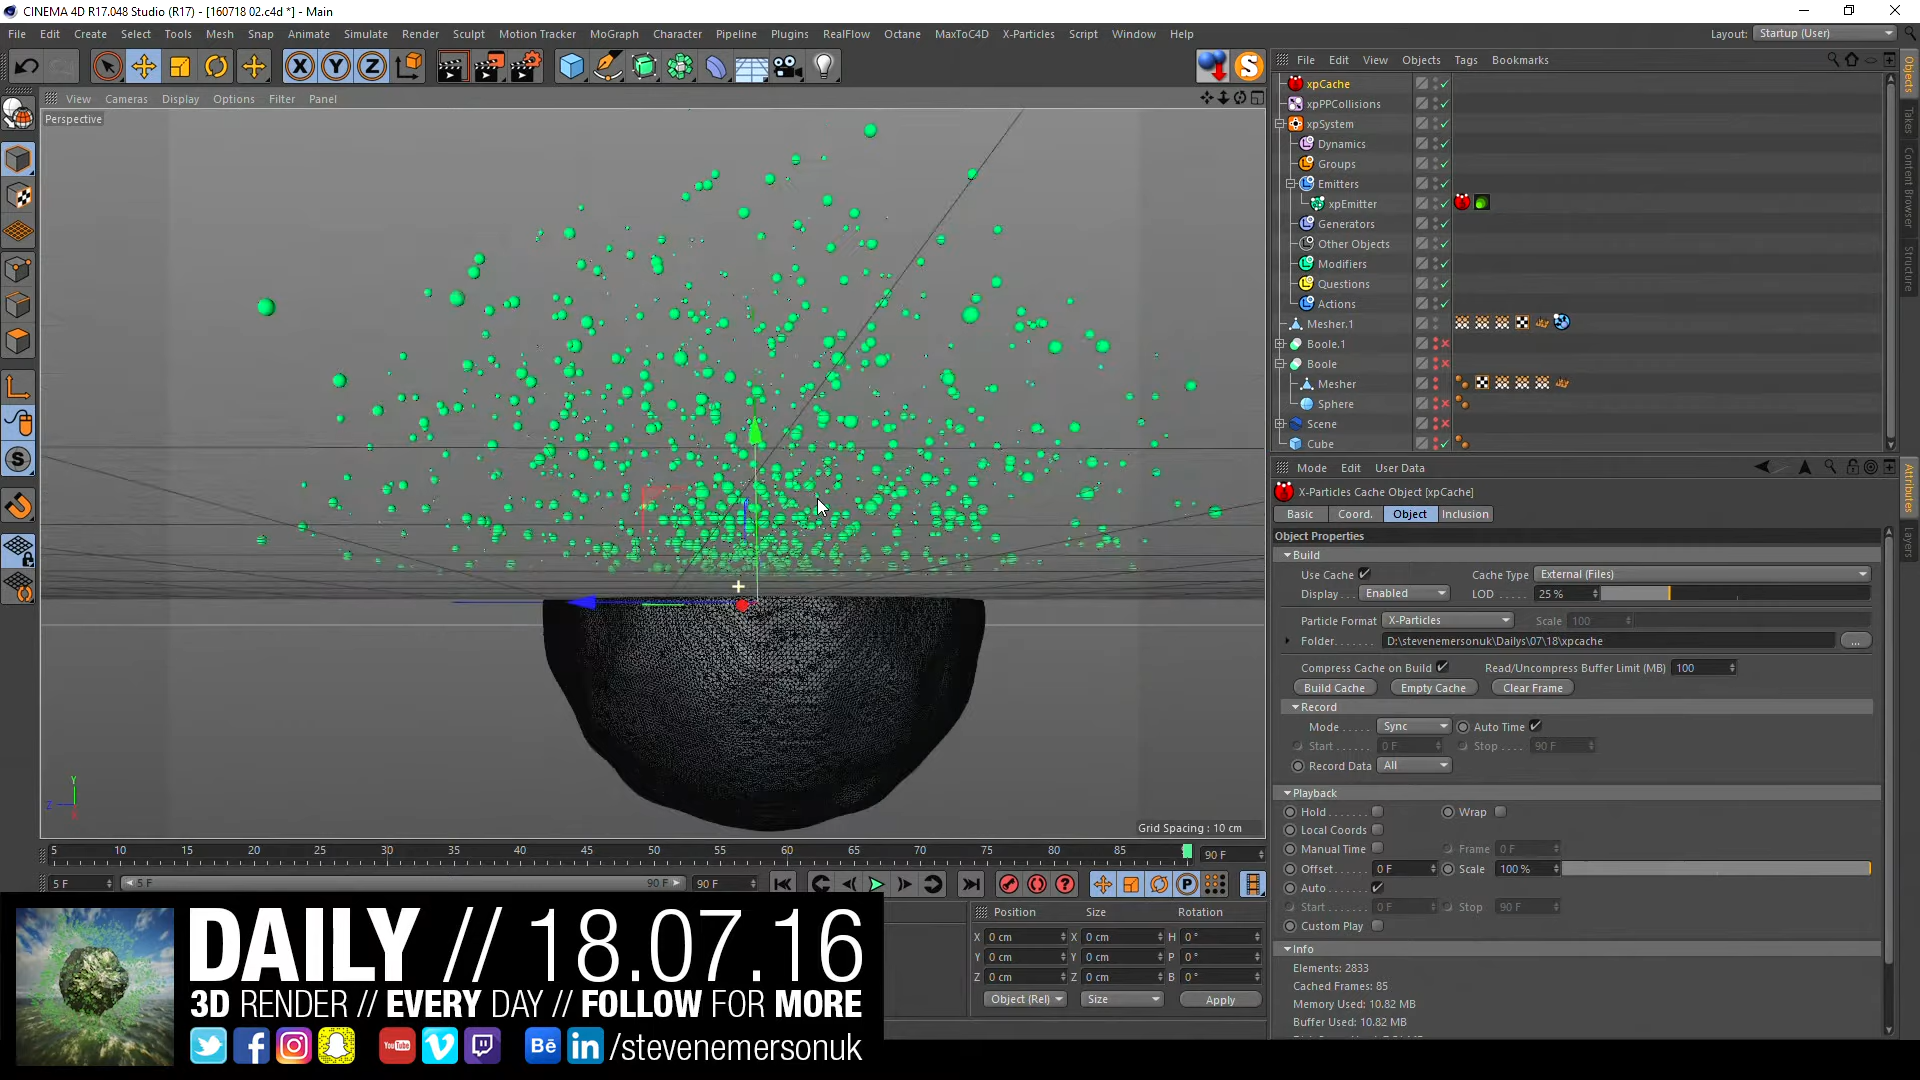 CINEMA 4D R17.048 Studio (R17) - [160718 02.c4d *] - Main
File Edit Create Select Tools Mesh Snap Animate Simulate Render Sculpt Motion Tracker MoGraph Character Pipeline Plugins RealFlow Octane MaxToC4D X-Particles Script Window Help
Layout: Startup (User)
X Y Z
S
File Edit View Objects Tags Bookmarks
View Cameras Display Options Filter Panel
Perspective
xpCache
xpPPCollisions
xpSystem
Dynamics
Groups
Emitters
xpEmitter
Generators
Other Objects
Modifiers
Questions
Actions
Mesher.1
Boole.1
Boole
Mesher
Sphere
Scene
Cube
Objects
Takes
Content Browser
Structure
Attributes
Layers
Mode Edit User Data
X-Particles Cache Object [xpCache]
Basic Coord. Object Inclusion
Object Properties
Build
Use Cache Cache Type External (Files)
Display Enabled LOD 25 %
Particle Format X-Particles Scale 100
Folder D:\stevenemersonuk\Dailys\07\18\xpcache ...
Compress Cache on Build Read/Uncompress Buffer Limit (MB) 100
Build Cache Empty Cache Clear Frame
Record
Mode Sync Auto Time
Start 0 F Stop 90 F
Record Data All
Playback
Hold Wrap
Local Coords
Manual Time Frame 0 F
Offset 0 F Scale 100 %
Auto
Start 0 F Stop 90 F
Custom Play
Info
Elements: 2833
Cached Frames: 85
Memory Used: 10.82 MB
Buffer Used: 10.82 MB
Y
Z
S
Grid Spacing : 10 cm
5 10 15 20 25 30 35 40 45 50 55 60 65 70 75 80 85 90 F
5 F 5 F 90 F 90 F
P
Position Size Rotation
X 0 cm X 0 cm H 0 °
Y 0 cm Y 0 cm P 0 °
Z 0 cm Z 0 cm B 0 °
Object (Rel) Size Apply
DAILY // 18.07.16
3D RENDER // EVERY DAY // FOLLOW FOR MORE
YouTube Bē in /stevenemersonuk